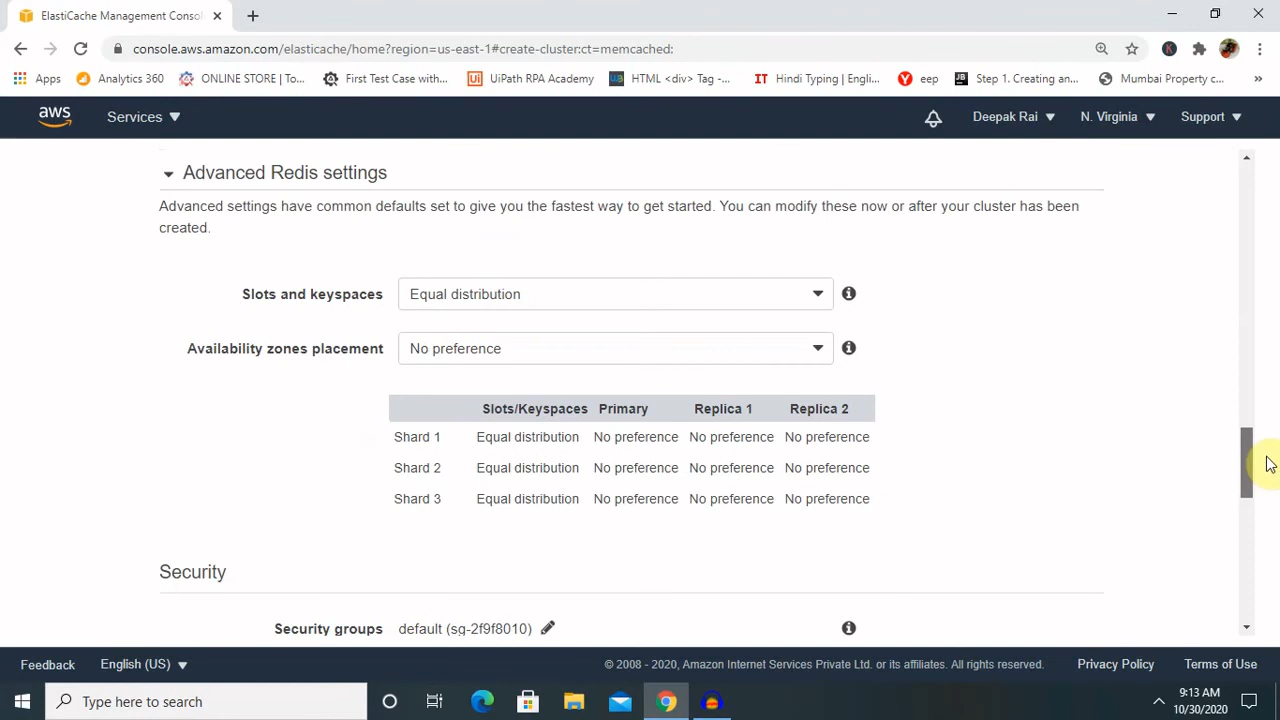 ElastiCache Management Conso
console.aws.amazon.com/elasticache/home?region=us-east-1#create-cluster:ct=memcached:
Apps Analytics 360 ONLINE STORE | To... First Test Case with... UiPath RPA Academy HTML <div> Tag -... Hindi Typing | Engli... eep Step 1. Creating an... Mumbai Property c... »
aws Services Deepak Rai N. Virginia Support
Advanced Redis settings
Advanced settings have common defaults set to give you the fastest way to get started. You can modify these now or after your cluster has been
created.
Slots and keyspaces Equal distribution
Availability zones placement No preference
Slots/Keyspaces Primary Replica 1 Replica 2
Shard 1 Equal distribution No preference No preference No preference
Shard 2 Equal distribution No preference No preference No preference
Shard 3 Equal distribution No preference No preference No preference
Security
Security groups default (sg-2f9f8010)
Feedback English (US) © 2008 - 2020, Amazon Internet Services Private Ltd. or its affiliates. All rights reserved. Privacy Policy Terms of Use
Type here to search
9:13 AM
10/30/2020